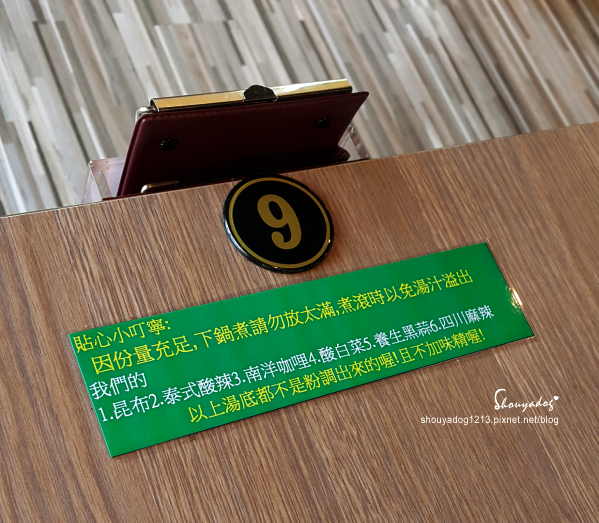 9
貼心小叮寧:
因份量充足,下鍋煮請勿放太滿,煮滾時以免湯汁溢出
我們的
1.昆布2.泰式酸辣3.南洋咖哩4.酸白菜5.養生黑蒜6.四川麻辣
以上湯底都不是粉調出來的喔!且不加味精喔!
Shouyadog
shouyadog1213.pixnet.net/blog